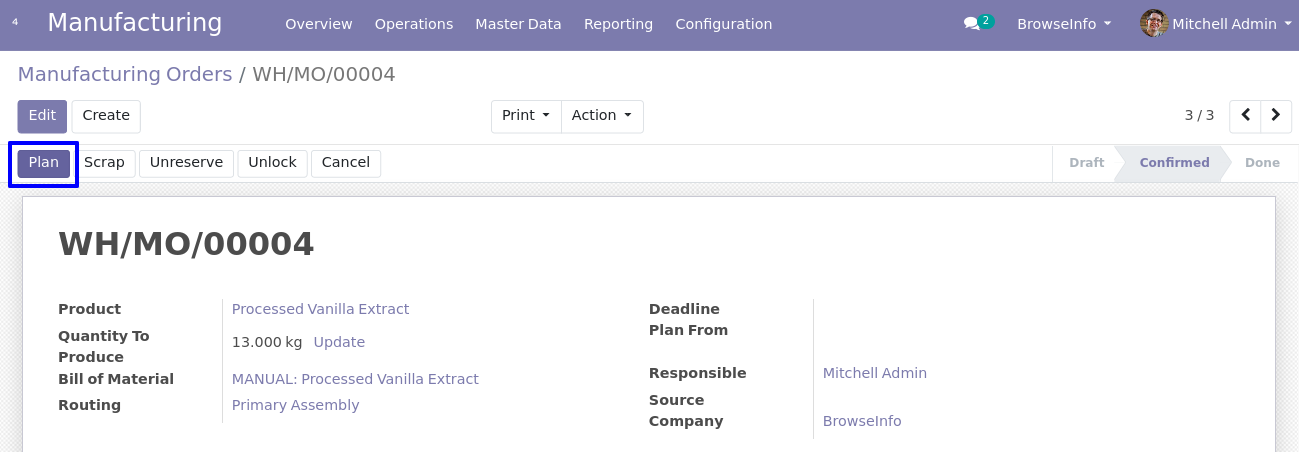 4 Manufacturing Overview Operations Master Data Reporting Configuration 2 BrowseInfo Mitchell Admin
Manufacturing Orders / WH/MO/00004
Edit Create Print Action 3 / 3
Plan Scrap Unreserve Unlock Cancel Draft Confirmed Done
WH/MO/00004
Product Processed Vanilla Extract
Quantity To
Produce
13.000 kg Update
Bill of Material MANUAL: Processed Vanilla Extract
Routing Primary Assembly
Deadline
Plan From
Responsible Mitchell Admin
Source
Company BrowseInfo